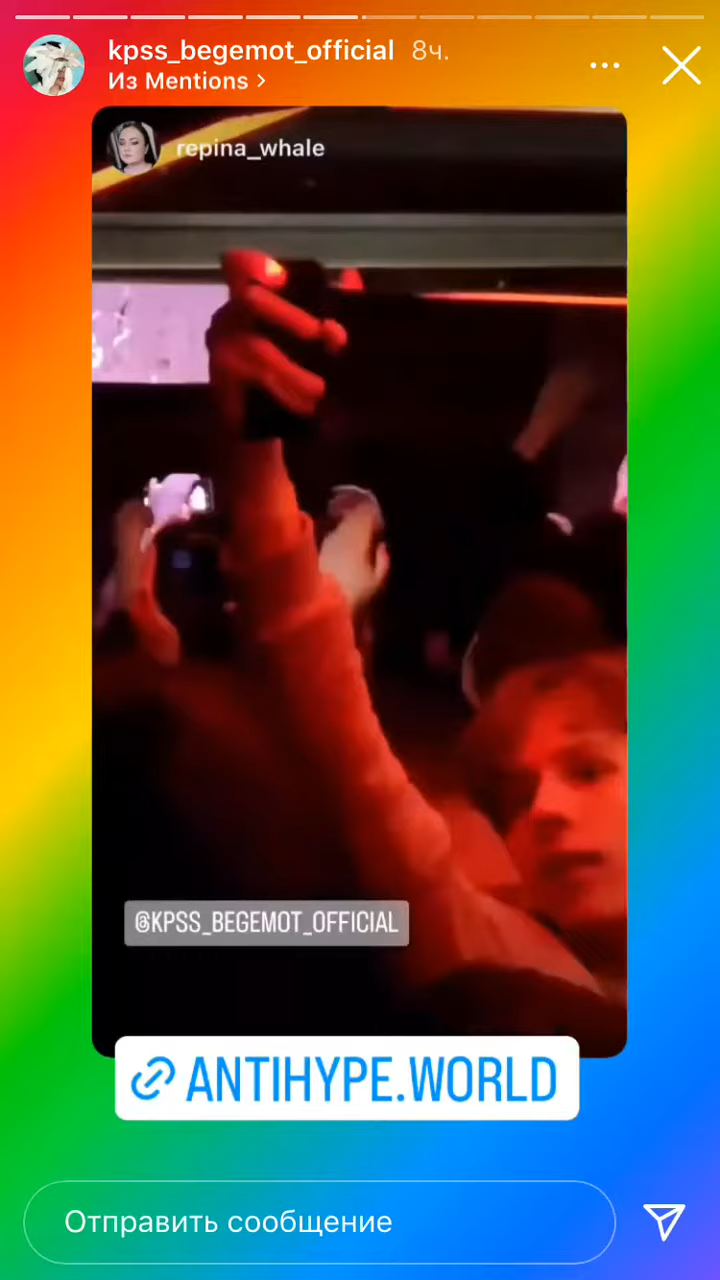 kpss_begemot_official 8ч.
Из Mentions >
repina_whale
@KPSS_BEGEMOT_OFFICIAL
ANTIHYPE.WORLD
Отправить сообщение